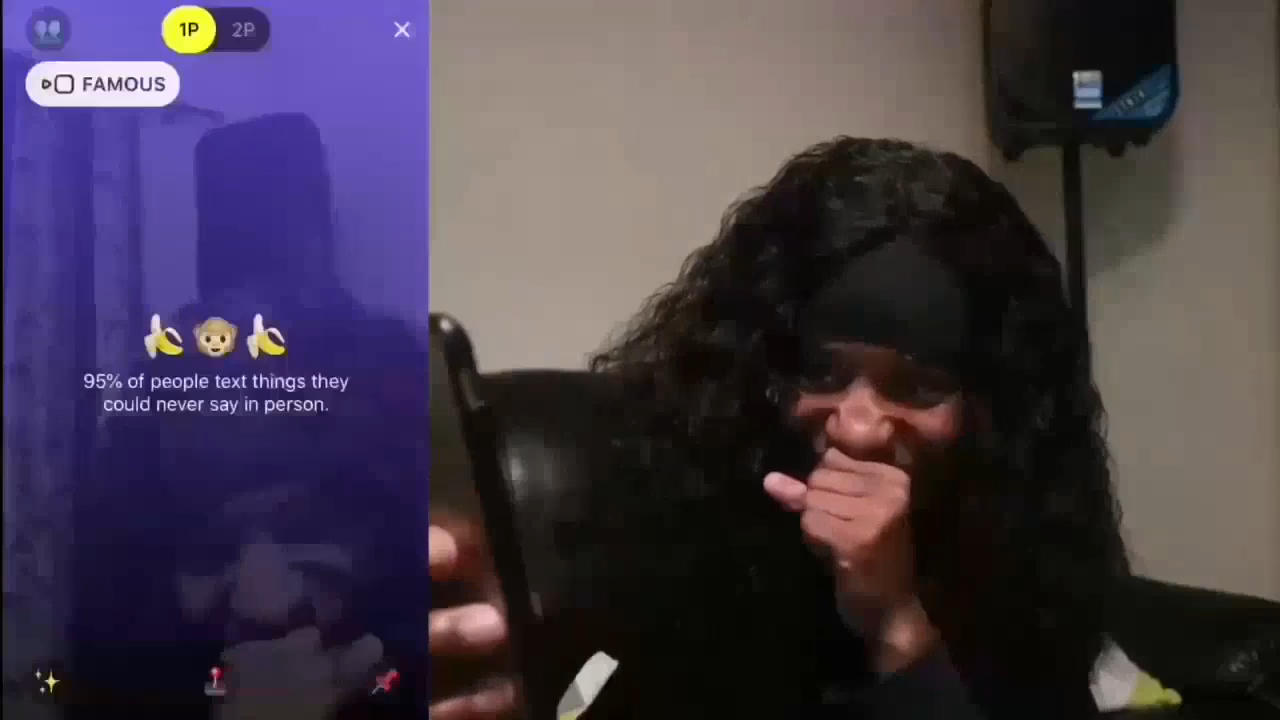 1P 2P
FAMOUS
95% of people text things they
could never say in person.